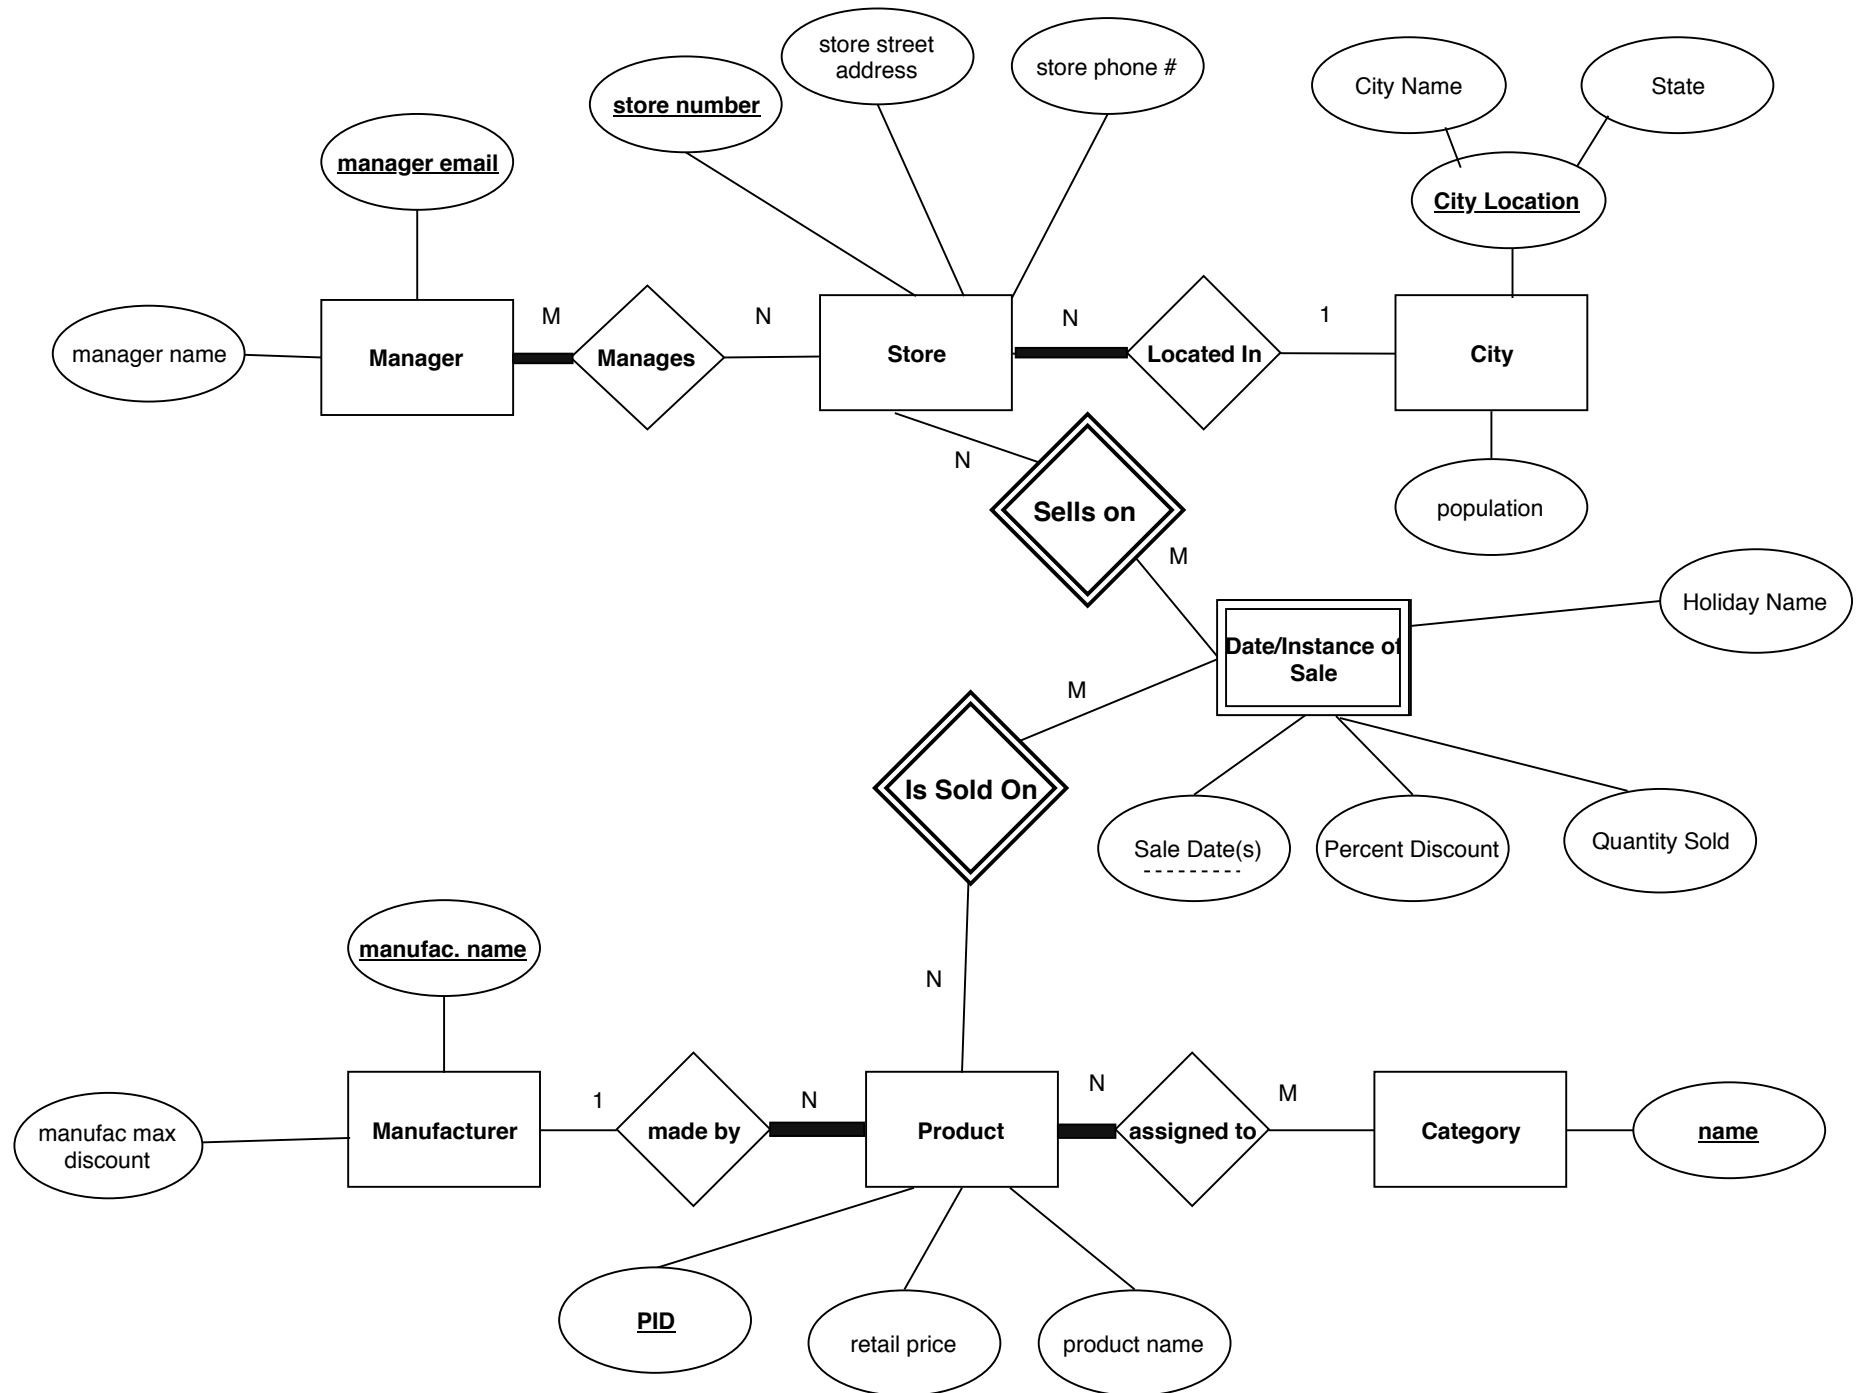 store street
address
store phone #
City Name
State
store number
manager email
City Location
M
N
N
1
manager name
Manager
Manages
Store
Located In
City
N
Sells on
population
M
Holiday Name
Date/Instance of
Sale
M
Is Sold On
Sale Date(s)
Percent Discount
Quantity Sold
manufac. name
N
1
N
N
M
manufac max
discount
Manufacturer
made by
Product
assigned to
Category
name
PID
retail price
product name